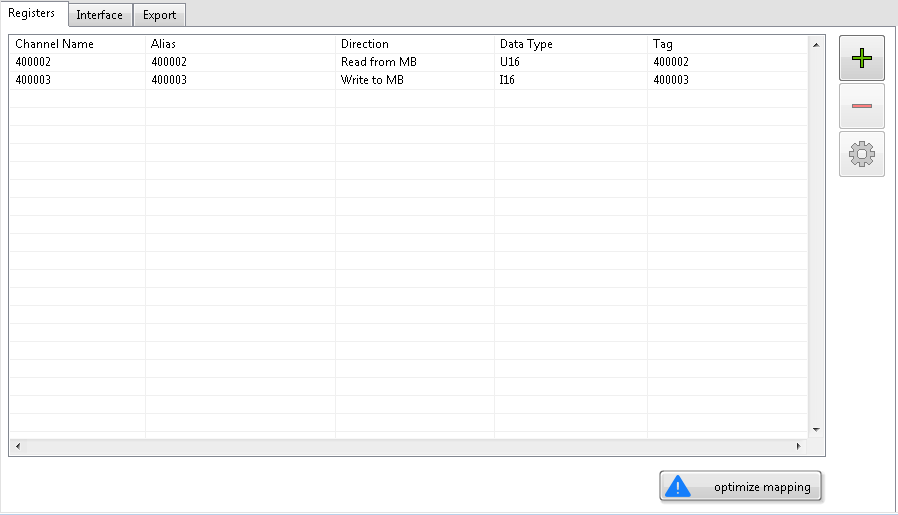 Registers Interface Export
Channel Name Alias Direction Data Type Tag
400002 400002 Read from MB U16 400002
400003 400003 Write to MB I16 400003
optimize mapping